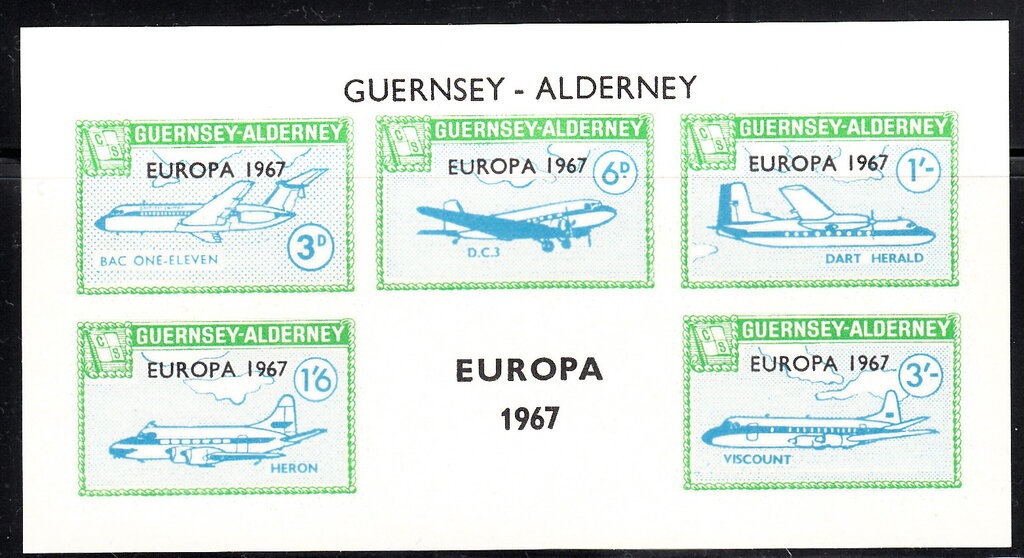 GUERNSEY - ALDERNEY
C S
GUERNSEY-ALDERNEY
EUROPA 1967
BAC ONE-ELEVEN
3D
C S
GUERNSEY-ALDERNEY
EUROPA 1967
6D
D.C.3
C S
GUERNSEY-ALDERNEY
EUROPA 1967
1'-
DART HERALD
C S
GUERNSEY-ALDERNEY
EUROPA 1967
1'6
HERON
EUROPA
1967
C S
GUERNSEY-ALDERNEY
EUROPA 1967
3'-
VISCOUNT